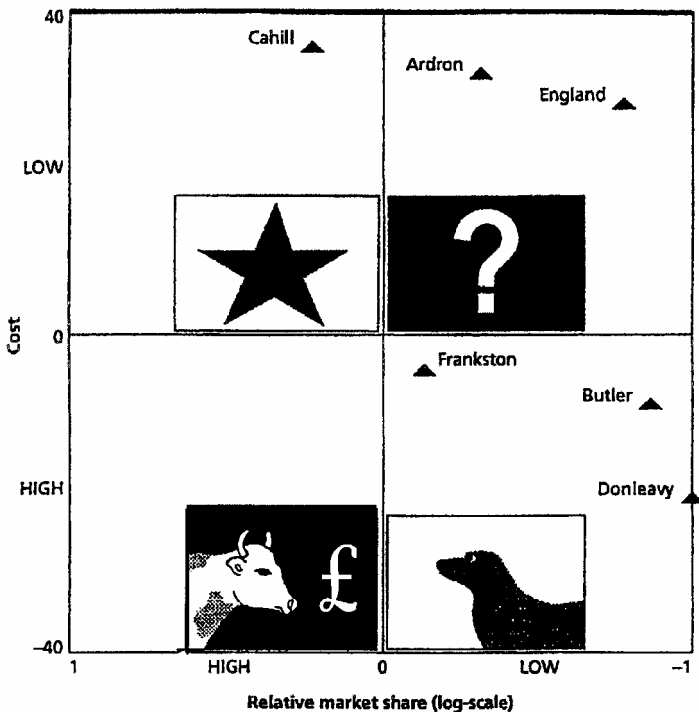 40
Cahill
Ardron
England
LOW
?
Cost
0
Frankston
Butler
HIGH
Donleavy
£
–40
1
HIGH
0
LOW
–1
Relative market share (log-scale)